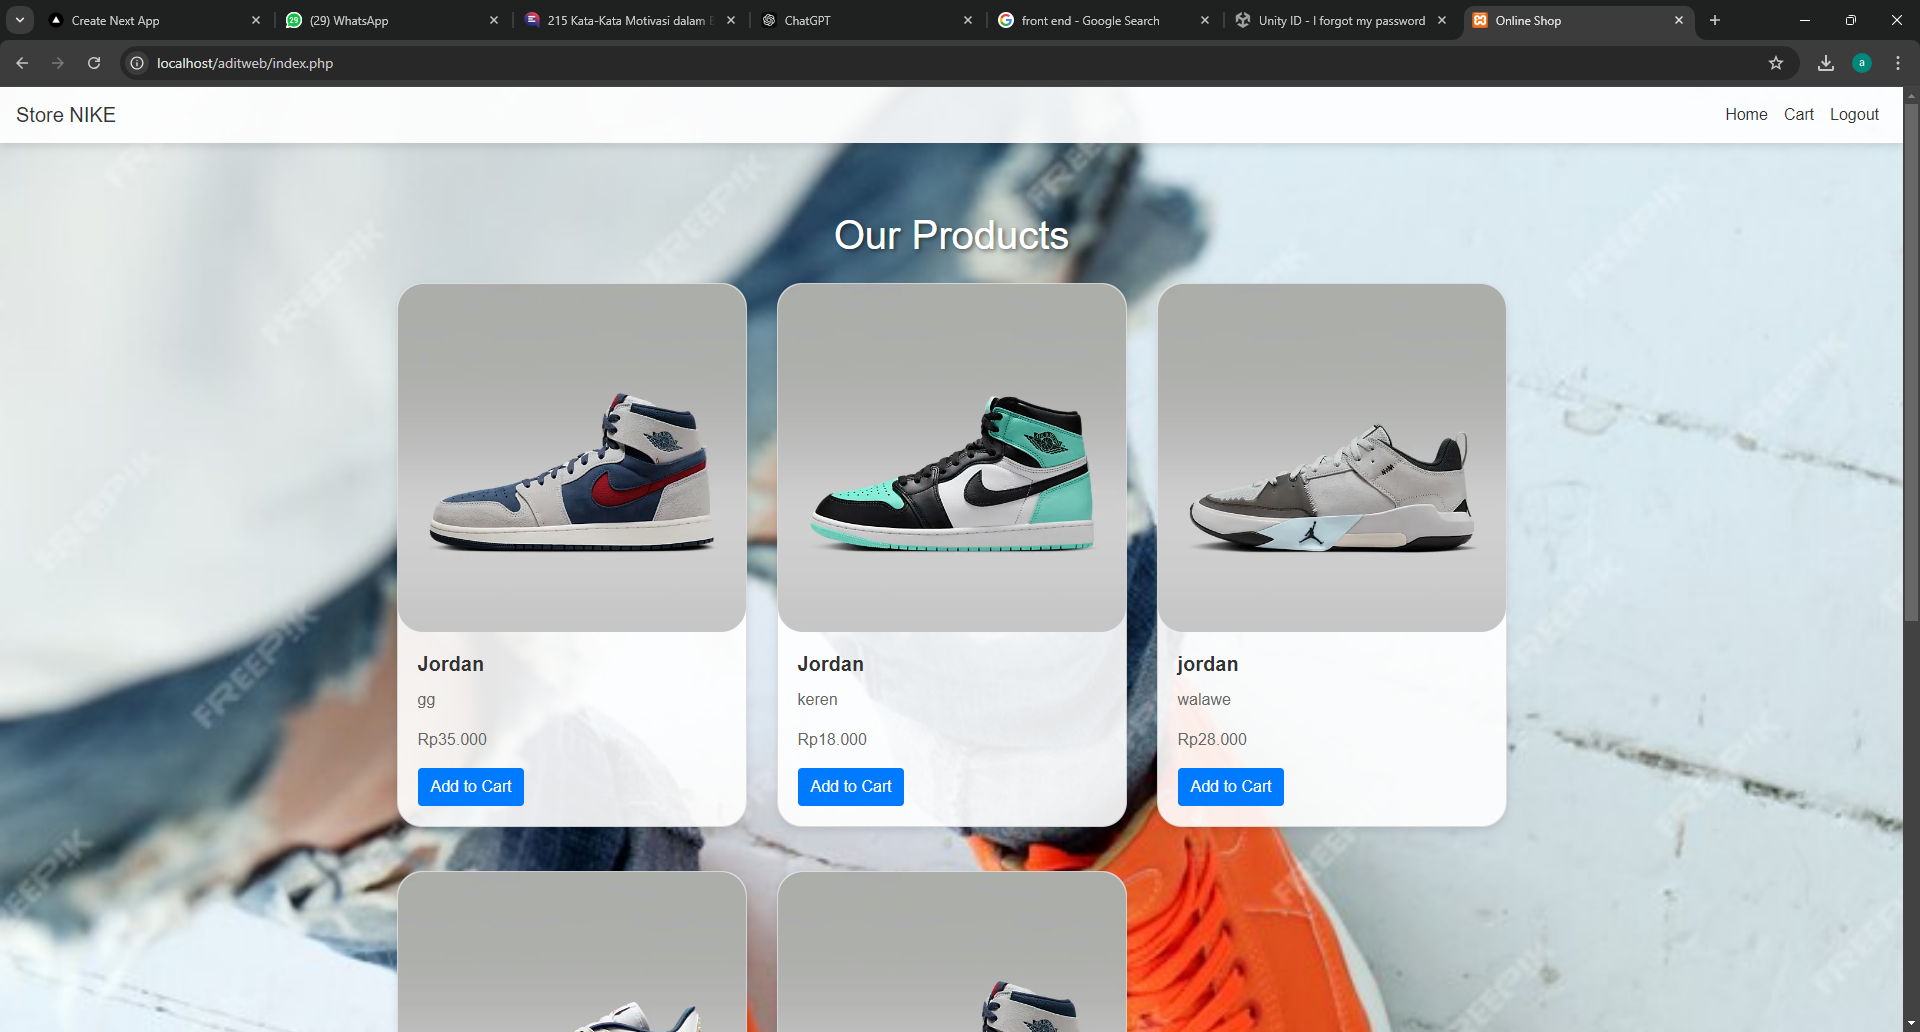 Create Next App
(29) WhatsApp
215 Kata-Kata Motivasi dalam
ChatGPT
front end - Google Search
Unity ID - I forgot my password
Online Shop
localhost/aditweb/index.php
a
Store NIKE
Home Cart Logout
Our Products
Jordan
gg
Rp35.000
Add to Cart
Jordan
keren
Rp18.000
Add to Cart
jordan
walawe
Rp28.000
Add to Cart
FREEPIK